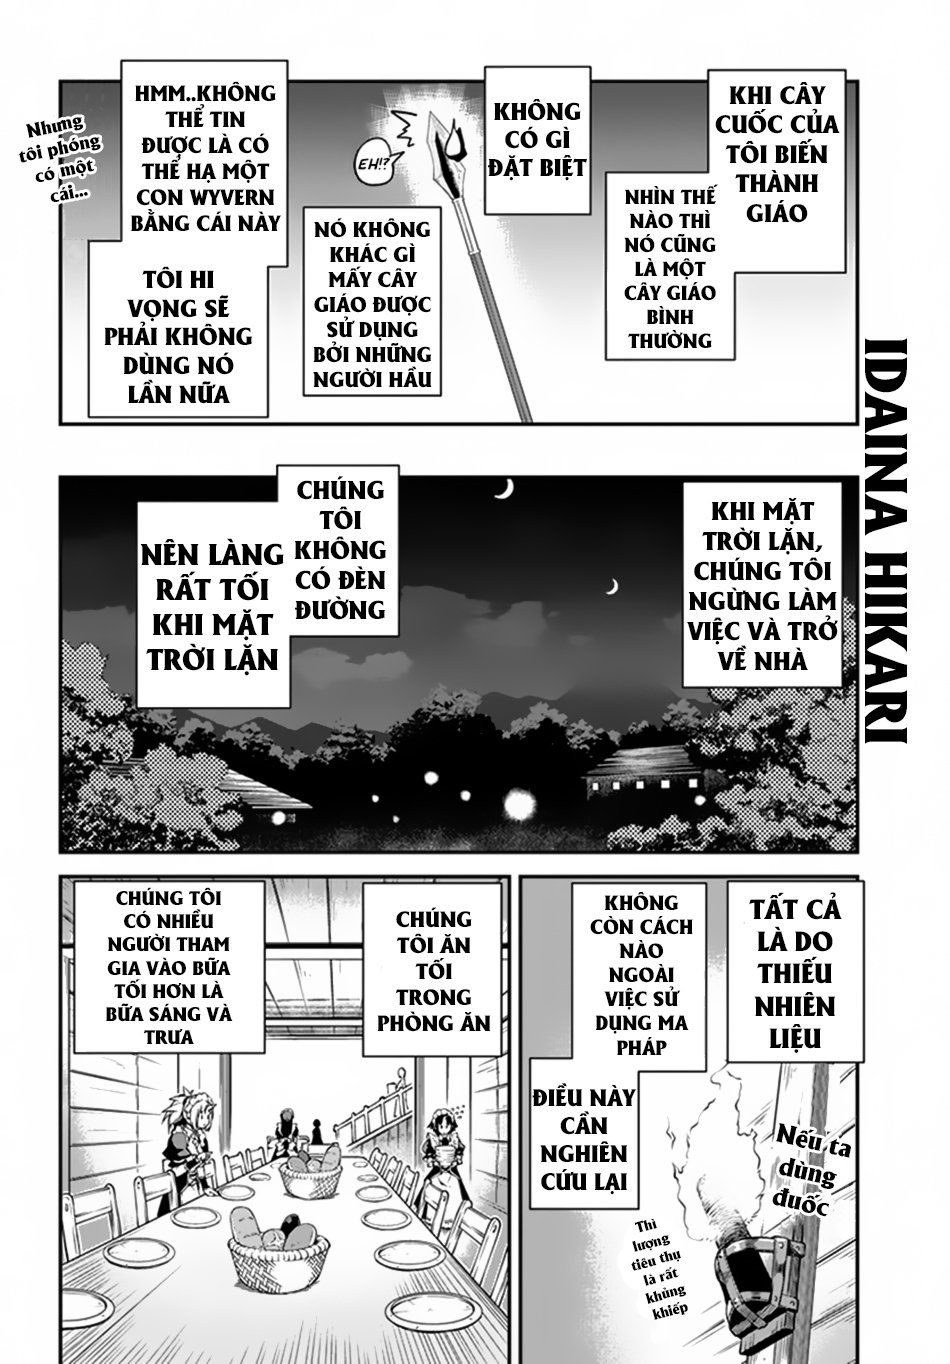 KHI CÂY
CUỐC CỦA
TÔI BIẾN
THÀNH
GIÁO
NHÌN THẾ
NÀO THÌ
NÓ CŨNG
LÀ MỘT
CÂY GIÁO
BÌNH
THƯỜNG
KHÔNG
CÓ GÌ
ĐẶT BIỆT
EH!?
NÓ KHÔNG
KHÁC GÌ
MẤY CÂY
GIÁO ĐƯỢC
SỬ DỤNG
BỞI NHỮNG
NGƯỜI HẦU
HMM..KHÔNG
THỂ TIN
ĐƯỢC LÀ CÓ
THỂ HẠ MỘT
CON WYVERN
BẰNG CÁI NÀY
Nhưng
tôi phóng
có một
cái...
TÔI HI
VỌNG SẼ
PHẢI KHÔNG
DÙNG NÓ
LẦN NỮA
IDAINA HIKARI
KHI MẶT
TRỜI LẶN,
CHÚNG TÔI
NGỪNG LÀM
VIỆC VÀ TRỞ
VỀ NHÀ
CHÚNG
TÔI
KHÔNG
CÓ ĐÈN
ĐƯỜNG
NÊN LÀNG
RẤT TỐI
KHI MẶT
TRỜI LẶN
TẤT CẢ
LÀ DO
THIẾU
NHIÊN
LIỆU
KHÔNG
CÒN CÁCH
NÀO
NGOÀI
VIỆC SỬ
DỤNG MA
PHÁP
ĐIỀU NÀY
CẦN
NGHIÊN
CỨU LẠI
Nếu ta
dùng
đuốc
Thì
lượng
tiêu thụ
là rất
khủng
khiếp
CHÚNG
TÔI ĂN
TỐI
TRONG
PHÒNG ĂN
CHÚNG TÔI
CÓ NHIỀU
NGƯỜI THAM
GIA VÀO BỮA
TỐI HƠN LÀ
BỮA SÁNG VÀ
TRƯA